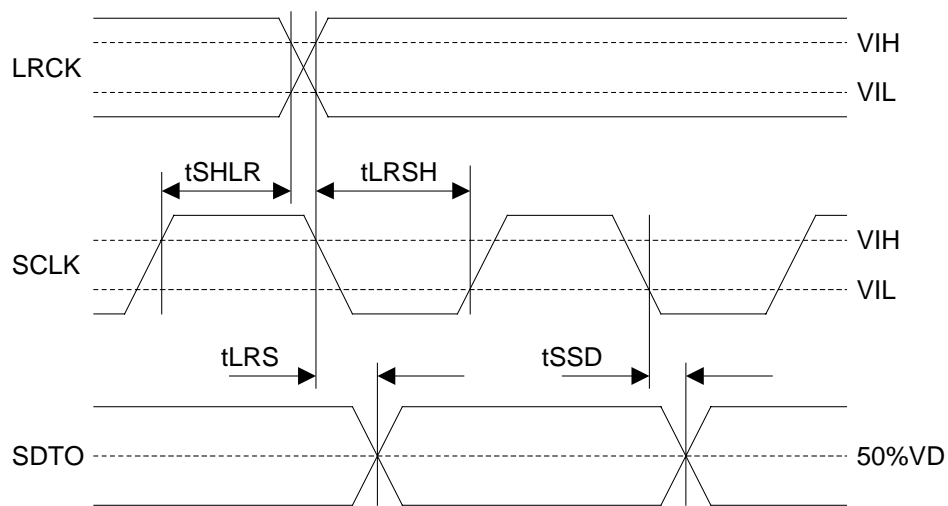 LRCK
VIH
VIL
tSHLR
tLRSH
SCLK
VIH
VIL
tLRS
tSSD
SDTO
50%VD